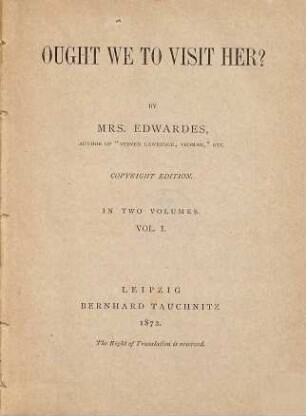 OUGHT WE TO VISIT HER?
BY
MRS. EDWARDES,
AUTHOR OF "STEVEN LAWRENCE, YEOMAN," ETC.
COPYRIGHT EDITION.
IN TWO VOLUMES.
VOL. I.
LEIPZIG
BERNHARD TAUCHNITZ
1872.
The Right of Translation is reserved.